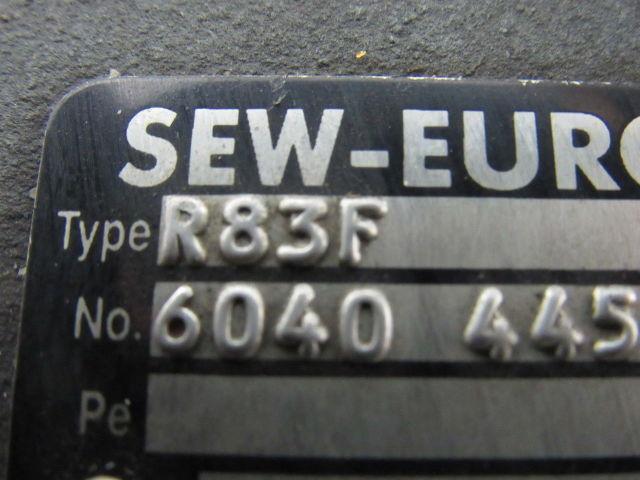 SEW-EURO
Type R83F
No. 6040 445
Pe